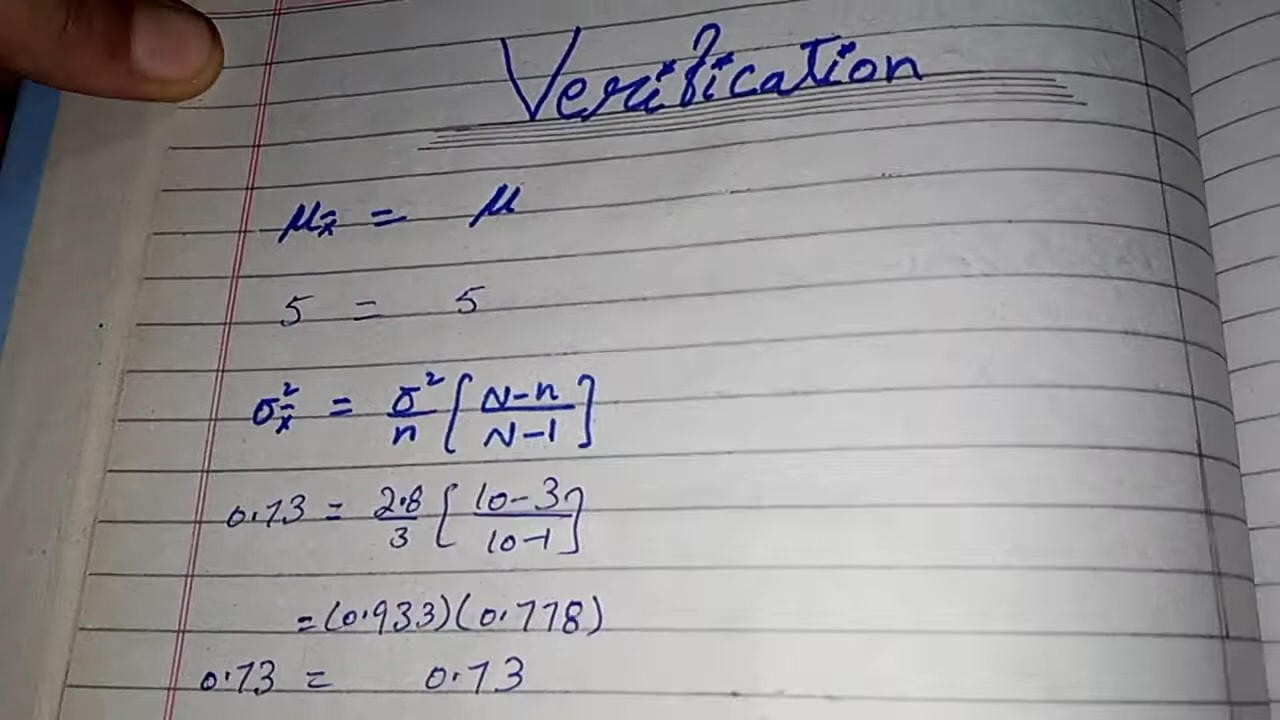 Verification
μx̄ = μ
5 = 5
σ²x̄ = σ²/n [N-n/N-1]
0.73 = 2.8/3 [10-3/10-1]
= (0.933)(0.778)
0.73 = 0.73